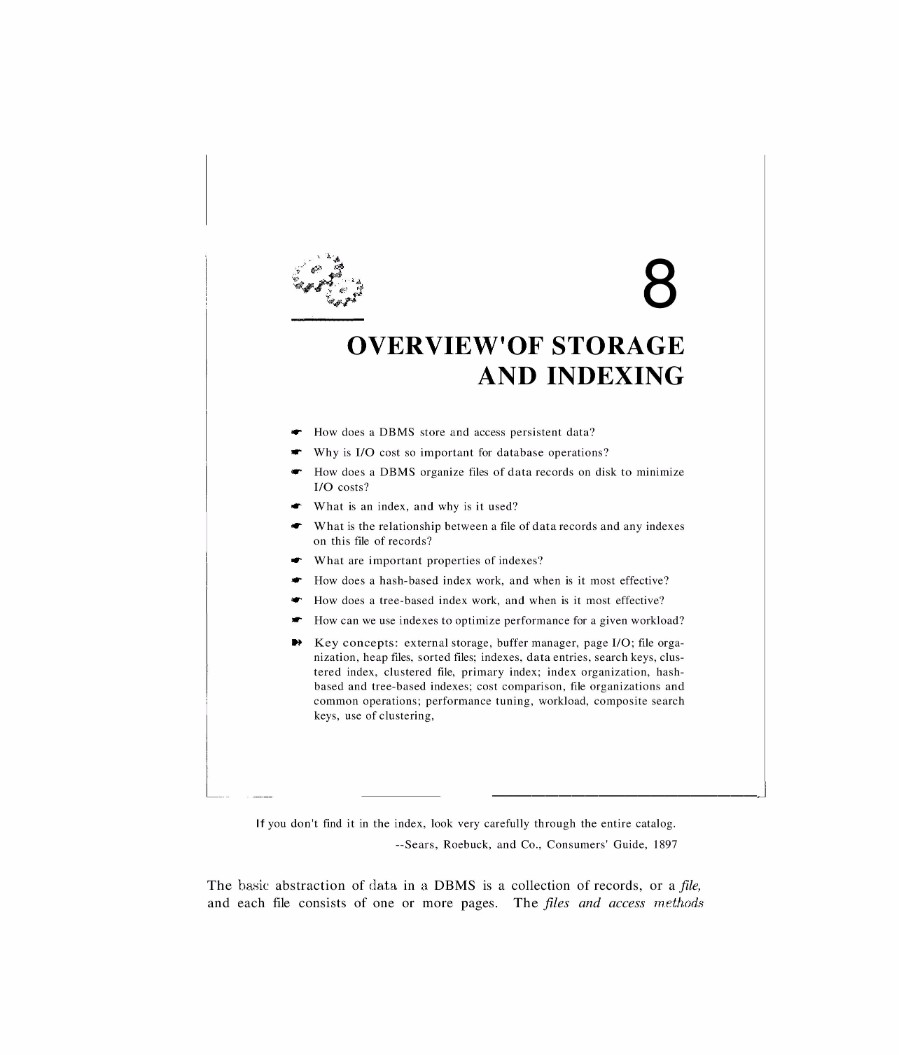 8
OVERVIEW'OF STORAGE
AND INDEXING
☛ How does a DBMS store and access persistent data?
☛ Why is I/O cost so important for database operations?
☛ How does a DBMS organize files of data records on disk to minimize
I/O costs?
☛ What is an index, and why is it used?
☛ What is the relationship between a file of data records and any indexes
on this file of records?
☛ What are important properties of indexes?
☛ How does a hash-based index work, and when is it most effective?
☛ How does a tree-based index work, and when is it most effective?
☛ How can we use indexes to optimize performance for a given workload?
➽ Key concepts: external storage, buffer manager, page I/O; file orga-
nization, heap files, sorted files; indexes, data entries, search keys, clus-
tered index, clustered file, primary index; index organization, hash-
based and tree-based indexes; cost comparison, file organizations and
common operations; performance tuning, workload, composite search
keys, use of clustering,
If you don't find it in the index, look very carefully through the entire catalog.
--Sears, Roebuck, and Co., Consumers' Guide, 1897
The basic abstraction of data in a DBMS is a collection of records, or a file,
and each file consists of one or more pages. The files and access methods